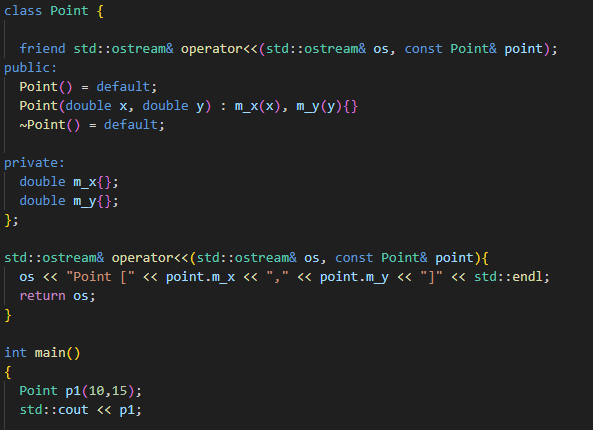 class Point {
friend std::ostream& operator<<(std::ostream& os, const Point& point);
public:
Point() = default;
Point(double x, double y) : m_x(x), m_y(y){}
~Point() = default;
private:
double m_x{};
double m_y{};
};
std::ostream& operator<<(std::ostream& os, const Point& point){
os << "Point [" << point.m_x << "," << point.m_y << "]" << std::endl;
return os;
}
int main()
{
Point p1(10,15);
std::cout << p1;